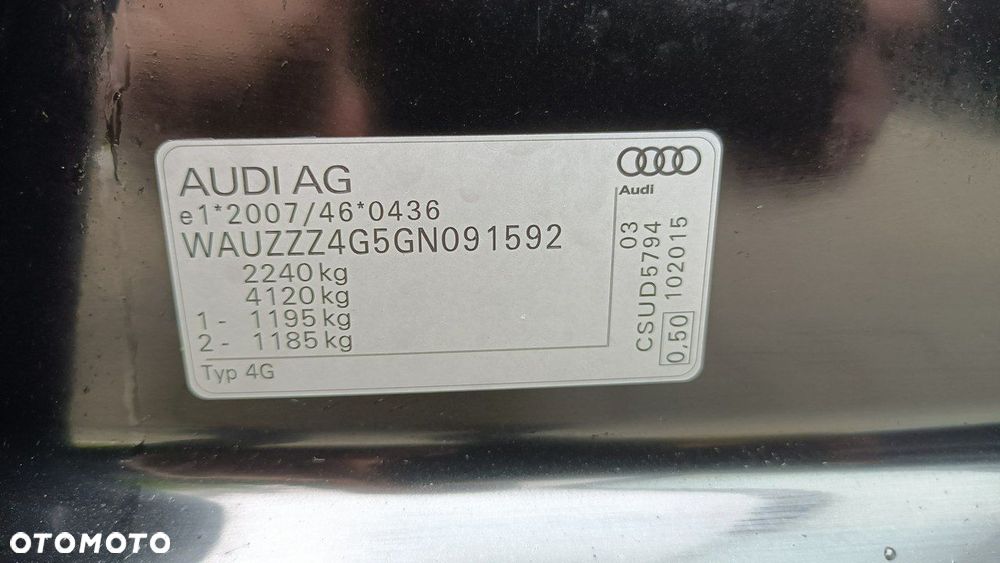 AUDI AG
e1*2007/46*0436
WAUZZZ4G5GN091592
2240 kg
4120 kg
1 - 1195 kg
2 - 1185 kg
Typ 4G
Audi
03
CSUD5794
0,50 102015
OTOMOTO